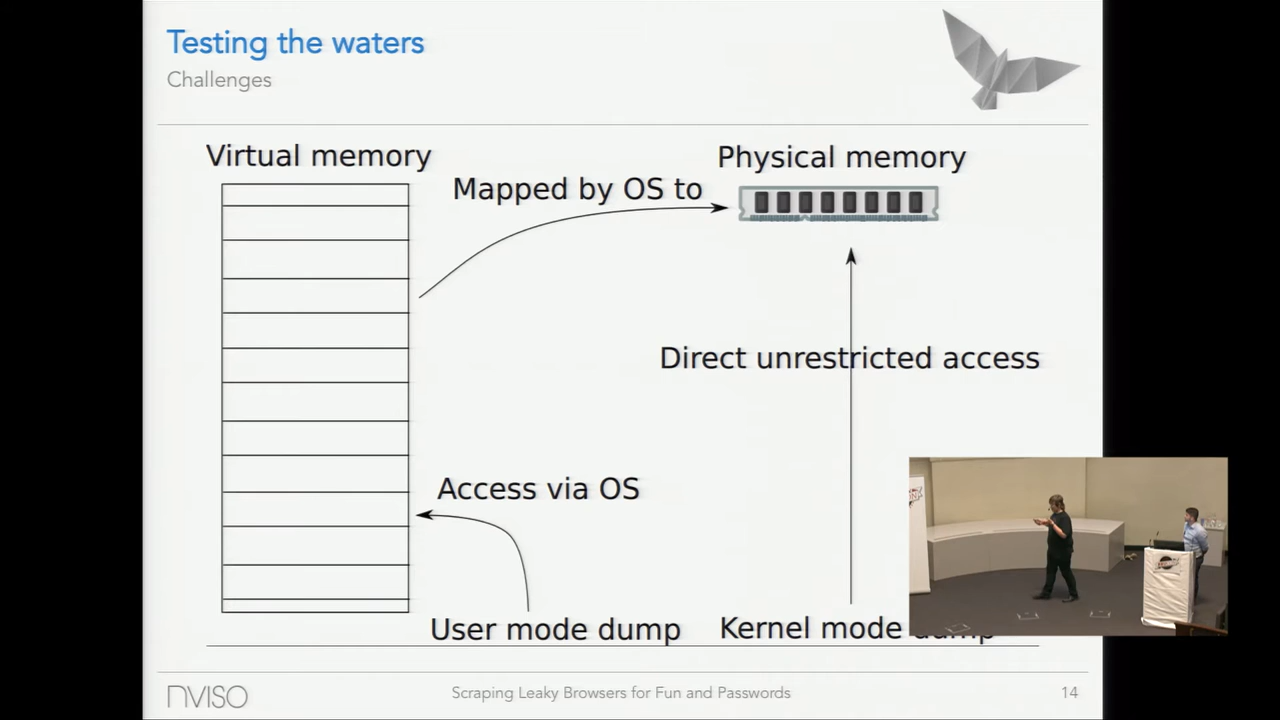 Testing the waters
Challenges
Virtual memory
Physical memory
Mapped by OS to
Direct unrestricted access
Access via OS
User mode dump
Kernel mode dump
NVISO
Scraping Leaky Browsers for Fun and Passwords
14